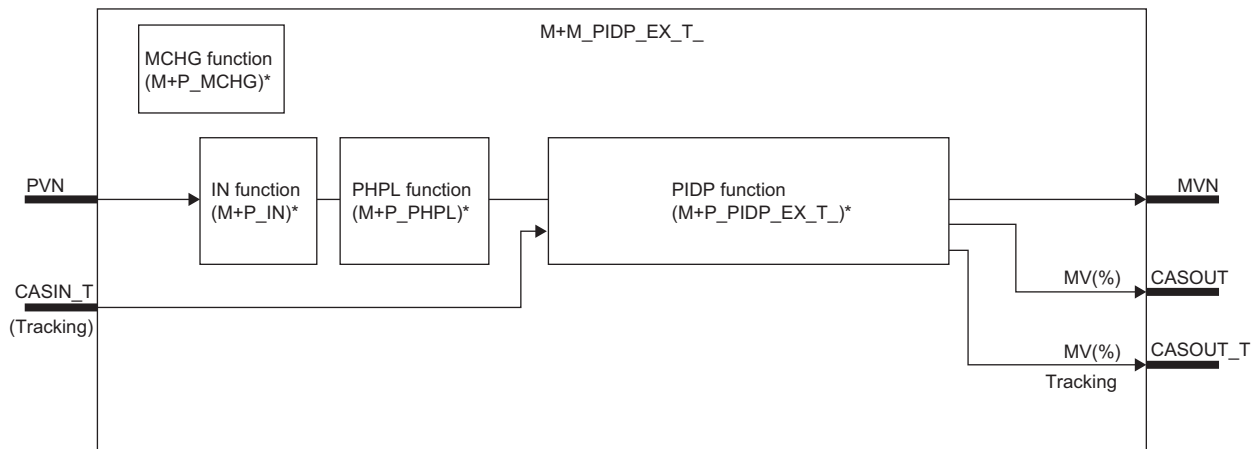 M+M_PIDP_EX_T_
MCHG function
(M+P_MCHG)*
PVN
IN function
(M+P_IN)*
PHPL function
(M+P_PHPL)*
PIDP function
(M+P_PIDP_EX_T_)*
MVN
CASIN_T
(Tracking)
MV(%)
CASOUT
MV(%)
CASOUT_T
Tracking